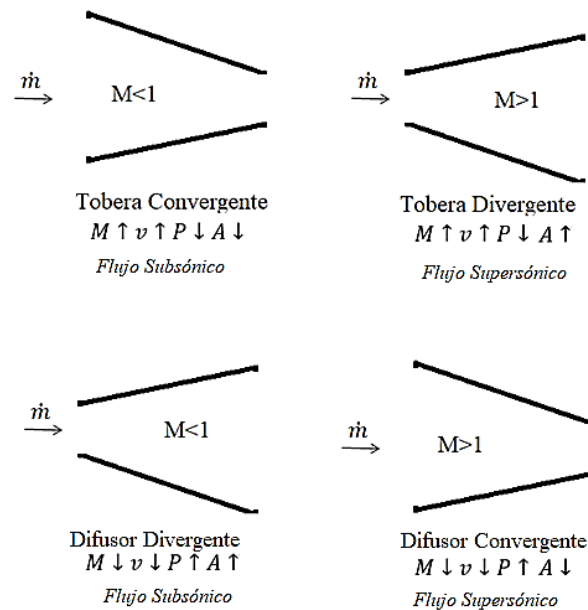 ṁ
M<1
Tobera Convergente
M ↑ v ↑ P ↓ A ↓
Flujo Subsónico
ṁ
M>1
Tobera Divergente
M ↑ v ↑ P ↓ A ↑
Flujo Supersónico
ṁ
M<1
Difusor Divergente
M ↓ v ↓ P ↑ A ↑
Flujo Subsónico
ṁ
M>1
Difusor Convergente
M ↓ v ↓ P ↑ A ↓
Flujo Supersónico